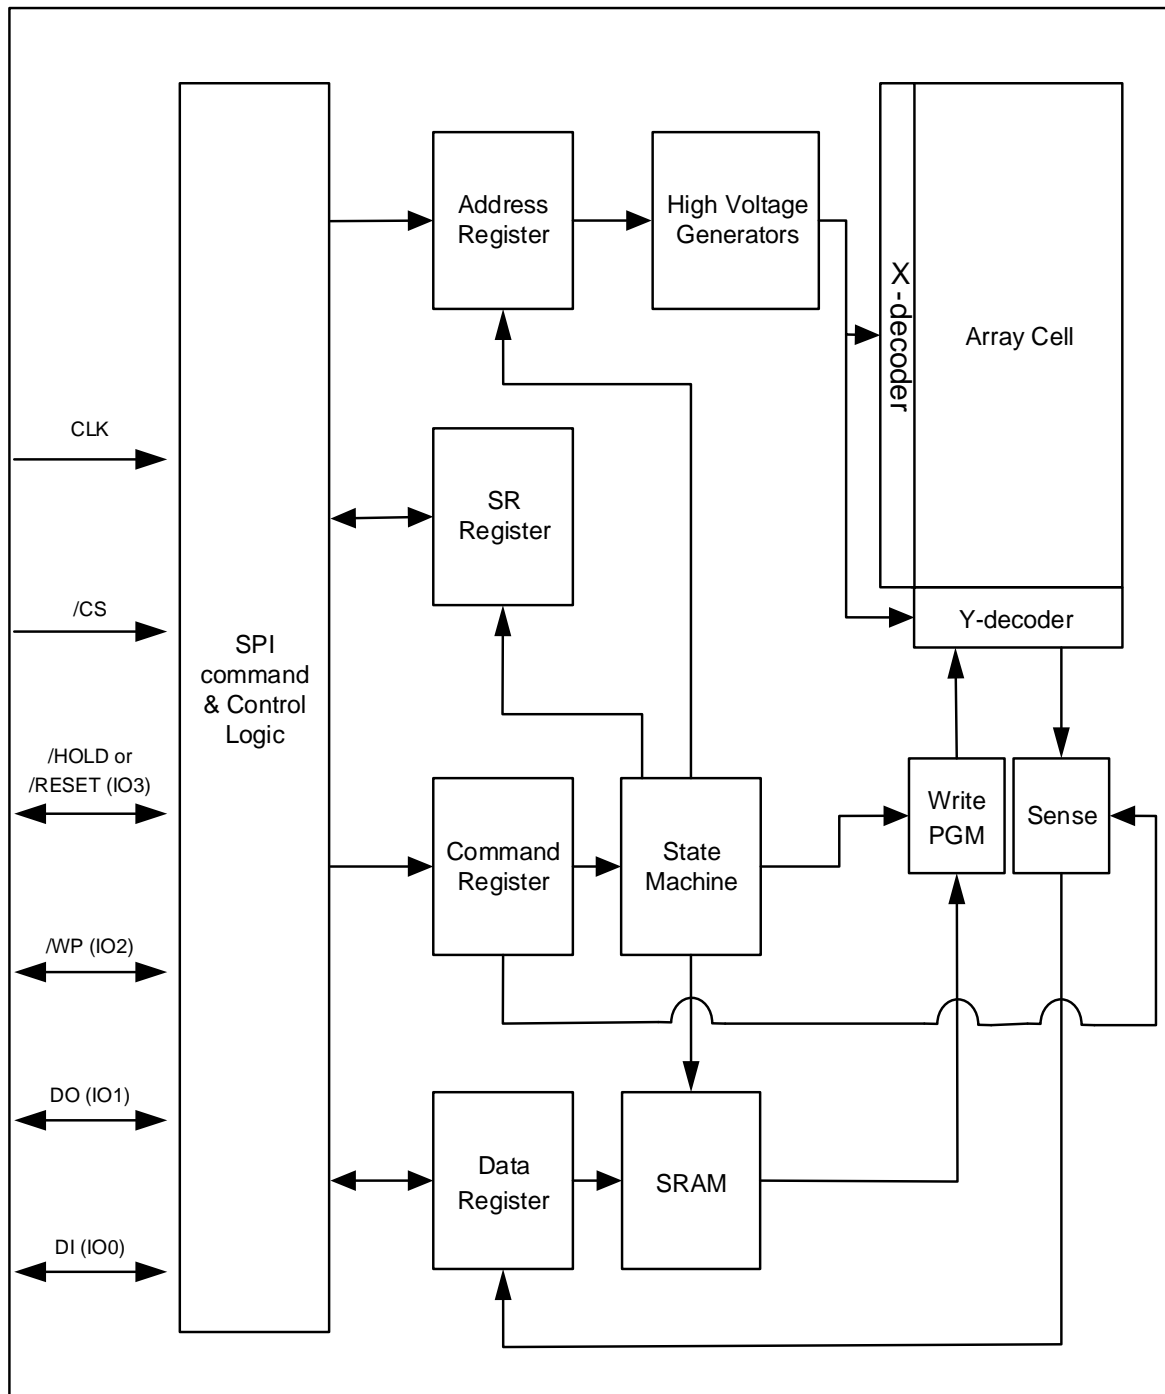 Address
Register
High Voltage
Generators
X-decoder
Array Cell
CLK
SR
Register
/CS
Y-decoder
SPI
command
& Control
Logic
/HOLD or
/RESET (IO3)
Command
Register
State
Machine
Write
PGM
Sense
/WP (IO2)
DO (IO1)
Data
Register
SRAM
DI (IO0)